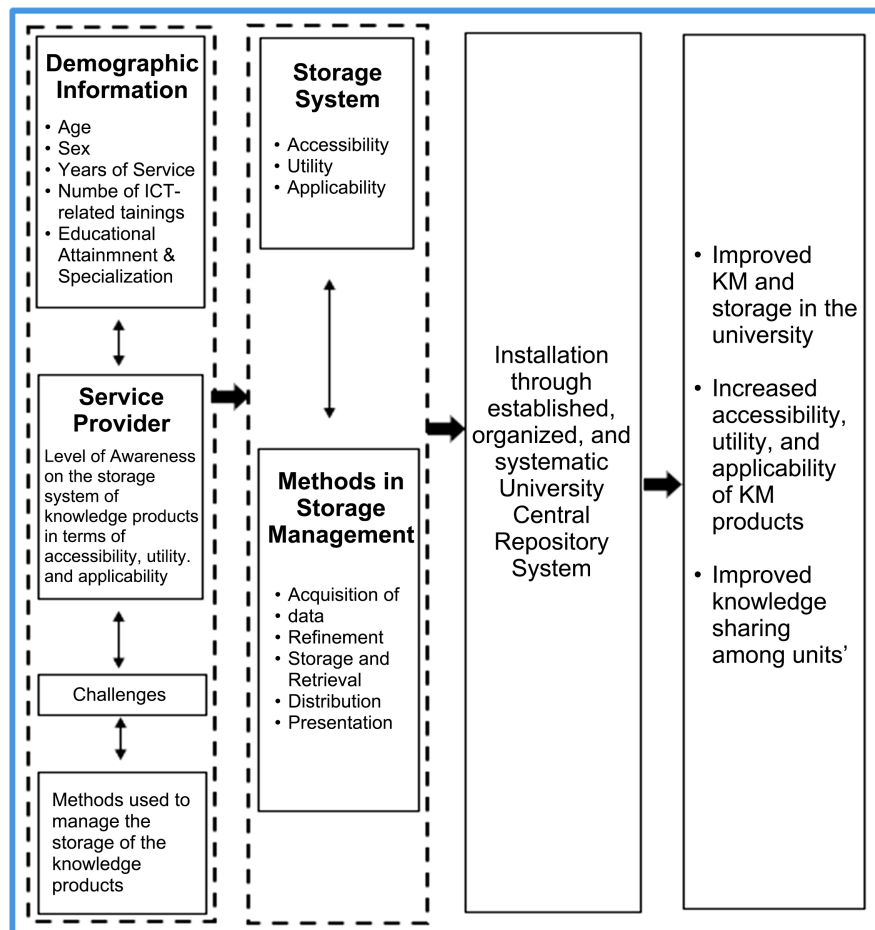 Demographic
Information
• Age
• Sex
• Years of Service
• Numbe of ICT-
related tainings
• Educational
Attainmnent &
Specialization
Service
Provider
Level of Awareness
on the storage
system of
knowledge products
in terms of
accessibility, utility.
and applicability
Challenges
Methods used to
manage the
storage of the
knowledge
products
Storage
System
• Accessibility
• Utility
• Applicability
Methods in
Storage
Management
• Acquisition of
• data
• Refinement
• Storage and
Retrieval
• Distribution
• Presentation
Installation
through
established,
organized, and
systematic
University
Central
Repository
System
• Improved
KM and
storage in the
university
• Increased
accessibility,
utility, and
applicability
of KM
products
• Improved
knowledge
sharing
among units’